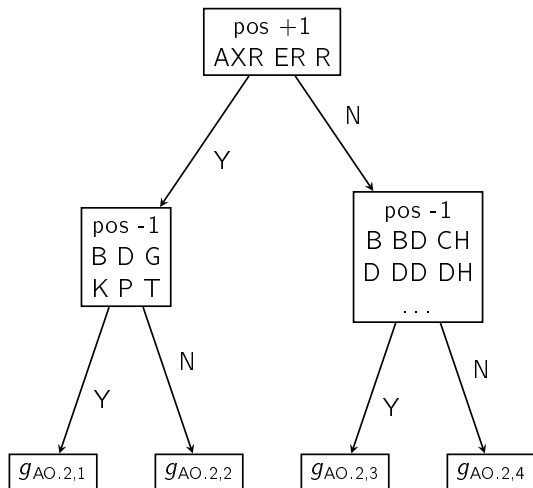 pos +1
AXR ER R
Y
N
pos -1
B D G
K P T
pos -1
B BD CH
D DD DH
...
Y
N
Y
N
gAO.2,1
gAO.2,2
gAO.2,3
gAO.2,4